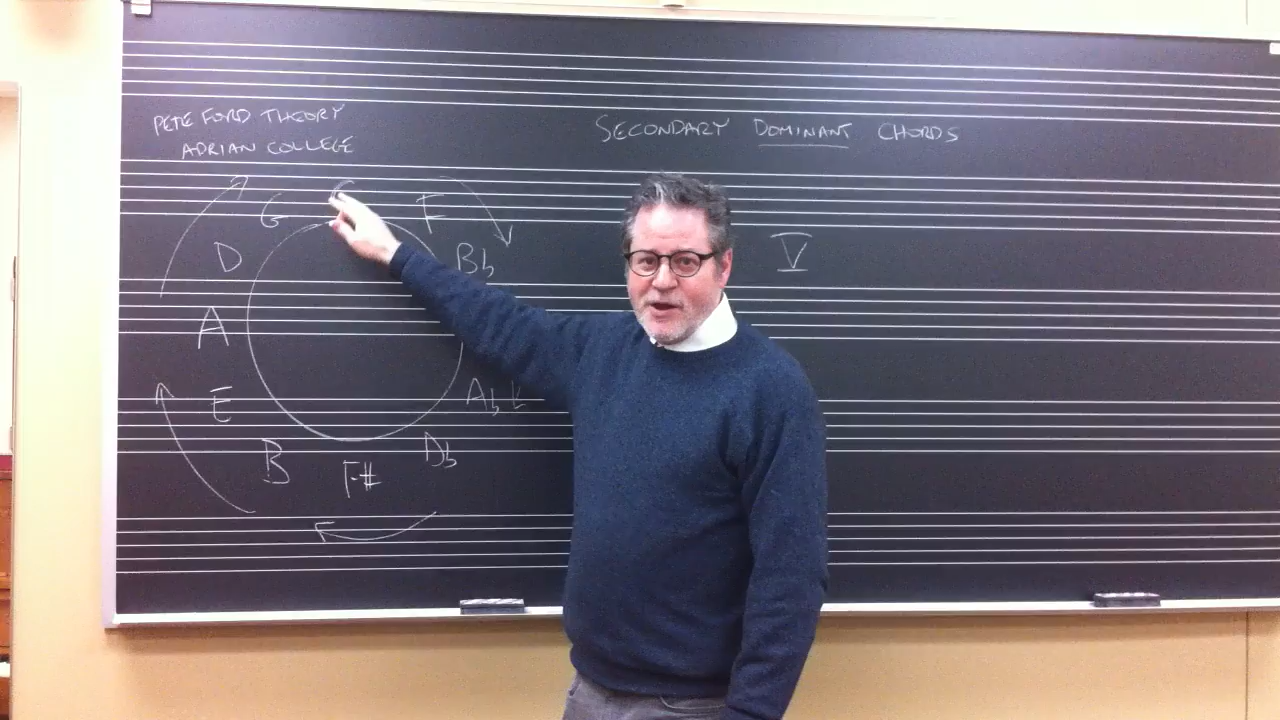 PETE FORD THEORY
ADRIAN COLLEGE
SECONDARY DOMINANT CHORDS
C
G
F
D
Bb
V
A
E
Ab
B
Db
F#